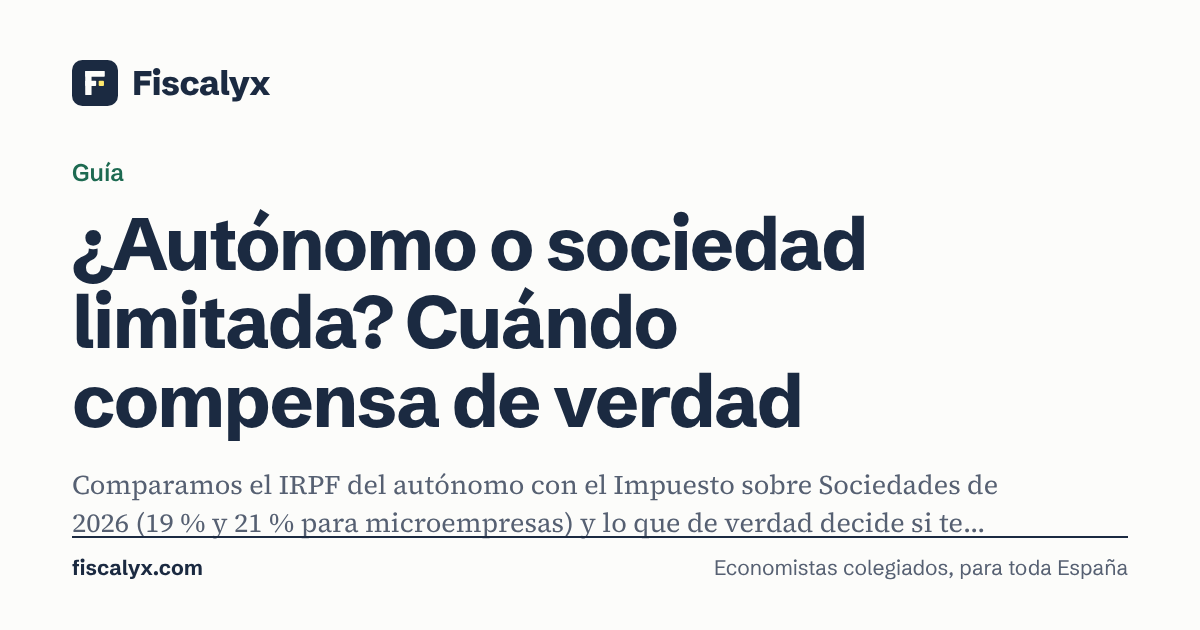 Fiscalyx
Guía
¿Autónomo o sociedad
limitada? Cuándo
compensa de verdad
Comparamos el IRPF del autónomo con el Impuesto sobre Sociedades de
2026 (19 % y 21 % para microempresas) y lo que de verdad decide si te...
fiscalyx.com
Economistas colegiados, para toda España